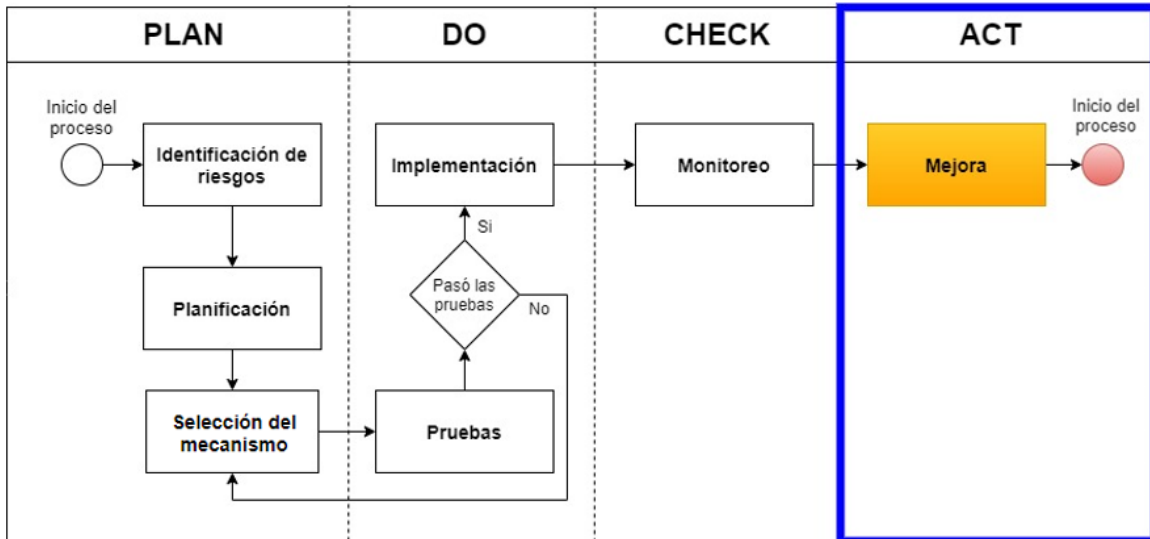 PLAN
DO
CHECK
ACT
Inicio del
proceso
Identificación de
riesgos
Planificación
Selección del
mecanismo
Implementación
Si
Pasó las
pruebas
No
Pruebas
Monitoreo
Mejora
Inicio del
proceso